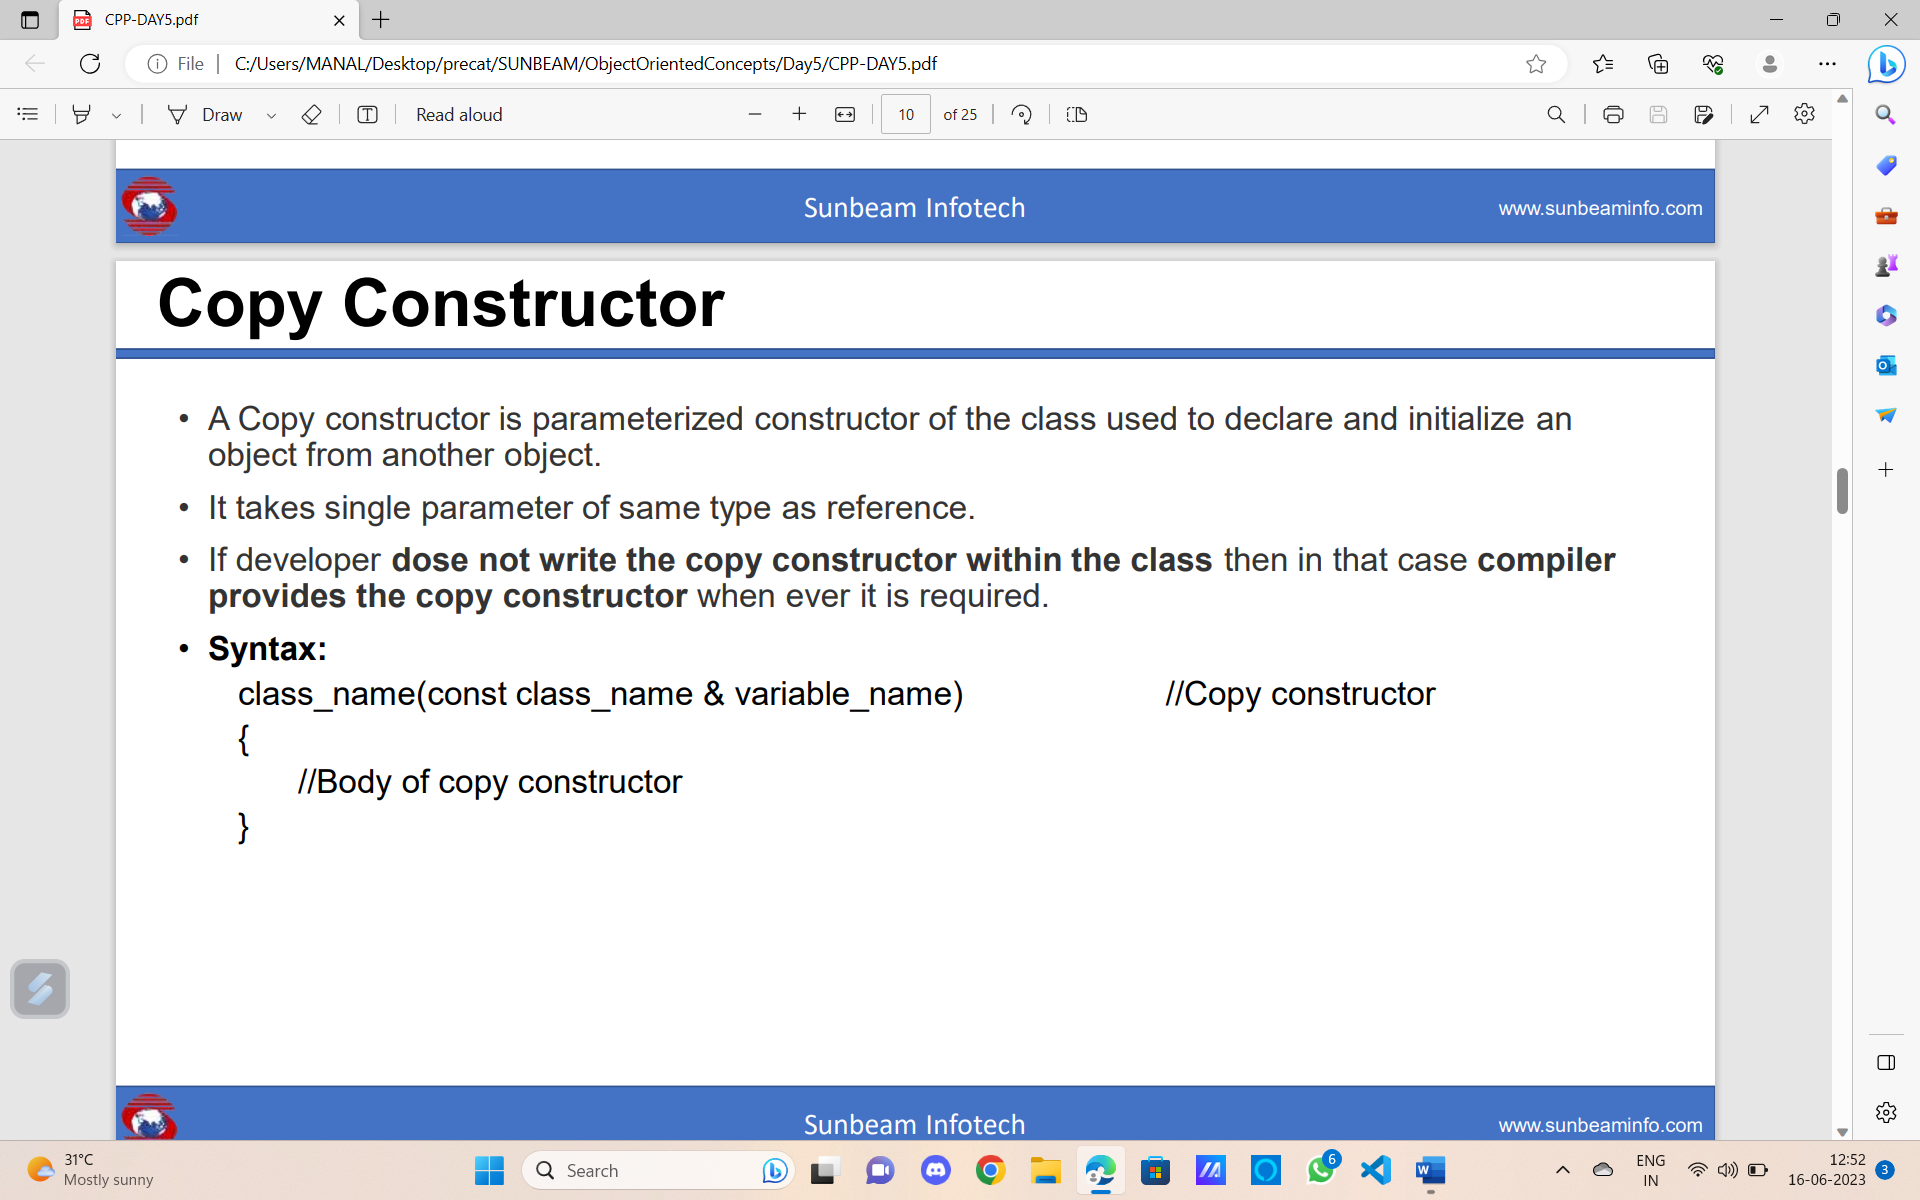 CPP-DAY5.pdf
File
C:/Users/MANAL/Desktop/precat/SUNBEAM/ObjectOrientedConcepts/Day5/CPP-DAY5.pdf
Draw
Read aloud
10
of 25
Sunbeam Infotech
www.sunbeaminfo.com
Copy Constructor
• A Copy constructor is parameterized constructor of the class used to declare and initialize an
object from another object.
• It takes single parameter of same type as reference.
• If developer dose not write the copy constructor within the class then in that case compiler
provides the copy constructor when ever it is required.
• Syntax:
class_name(const class_name & variable_name) //Copy constructor
{
//Body of copy constructor
}
Sunbeam Infotech
www.sunbeaminfo.com
31°C
Mostly sunny
Search
6
ENG
IN
12:52
16-06-2023
3